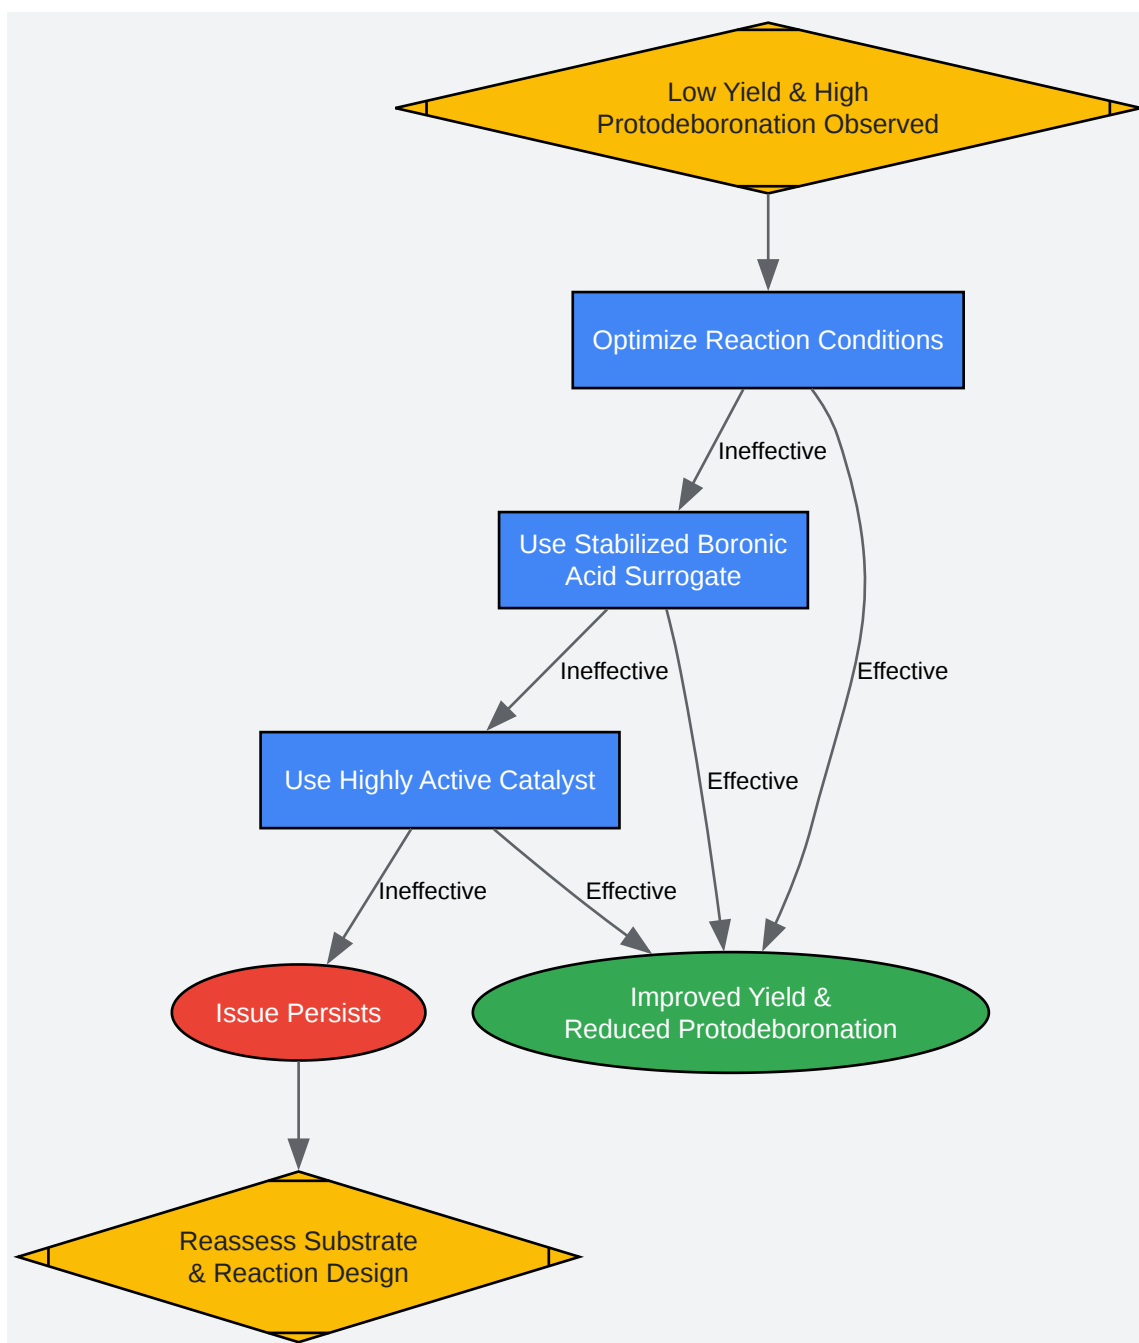 Low Yield & High
Protodeboronation Observed
Optimize Reaction Conditions
Ineffective
Use Stabilized Boronic
Acid Surrogate
Ineffective
Effective
Use Highly Active Catalyst
Effective
Ineffective
Effective
Issue Persists
Improved Yield &
Reduced Protodeboronation
Reassess Substrate
& Reaction Design